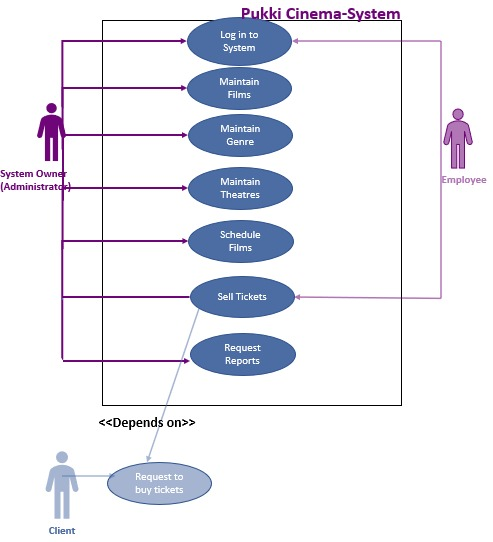 Pukki Cinema-System
Log in to
System
Maintain
Films
Maintain
Genre
System Owner
(Administrator)
Employee
Maintain
Theatres
Schedule
Films
Sell Tickets
Request
Reports
<<Depends on>>
Request to
buy tickets
Client